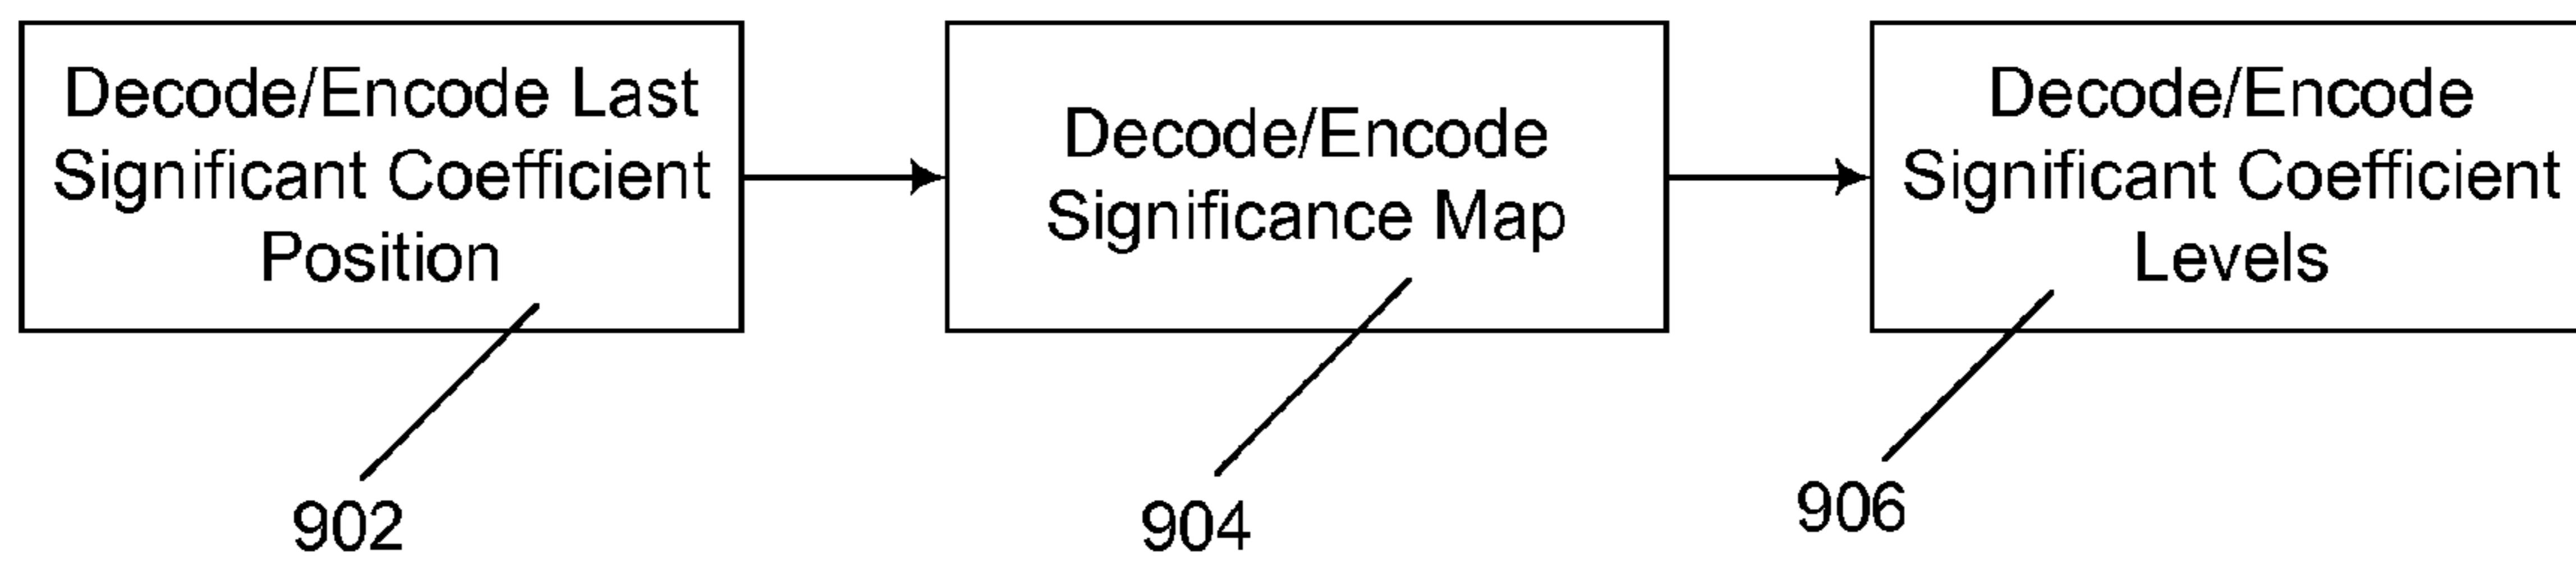 Decode/Encode Last
Significant Coefficient
Position
Decode/Encode
Significance Map
Decode/Encode
Significant Coefficient
Levels
902
904
906